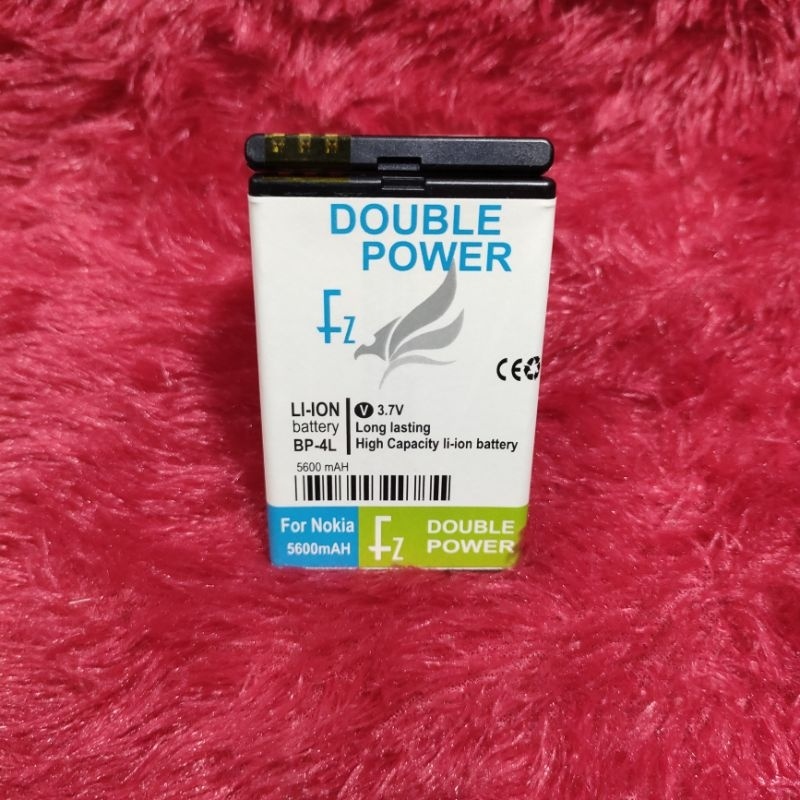 DOUBLE
POWER
Fz
CE
LI-ION
battery
BP-4L
V 3.7V
Long lasting
High Capacity li-ion battery
5600 mAH
For Nokia
5600mAH
Fz
DOUBLE
POWER